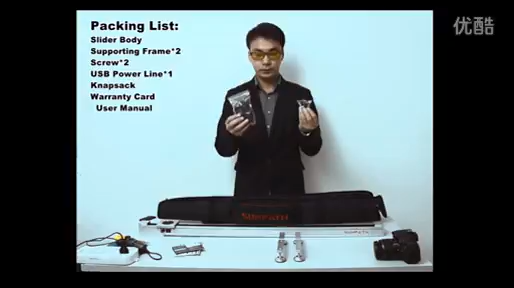 Packing List:
Slider Body
Supporting Frame*2
Screw*2
USB Power Line*1
Knapsack
Warranty Card
User Manual
优酷